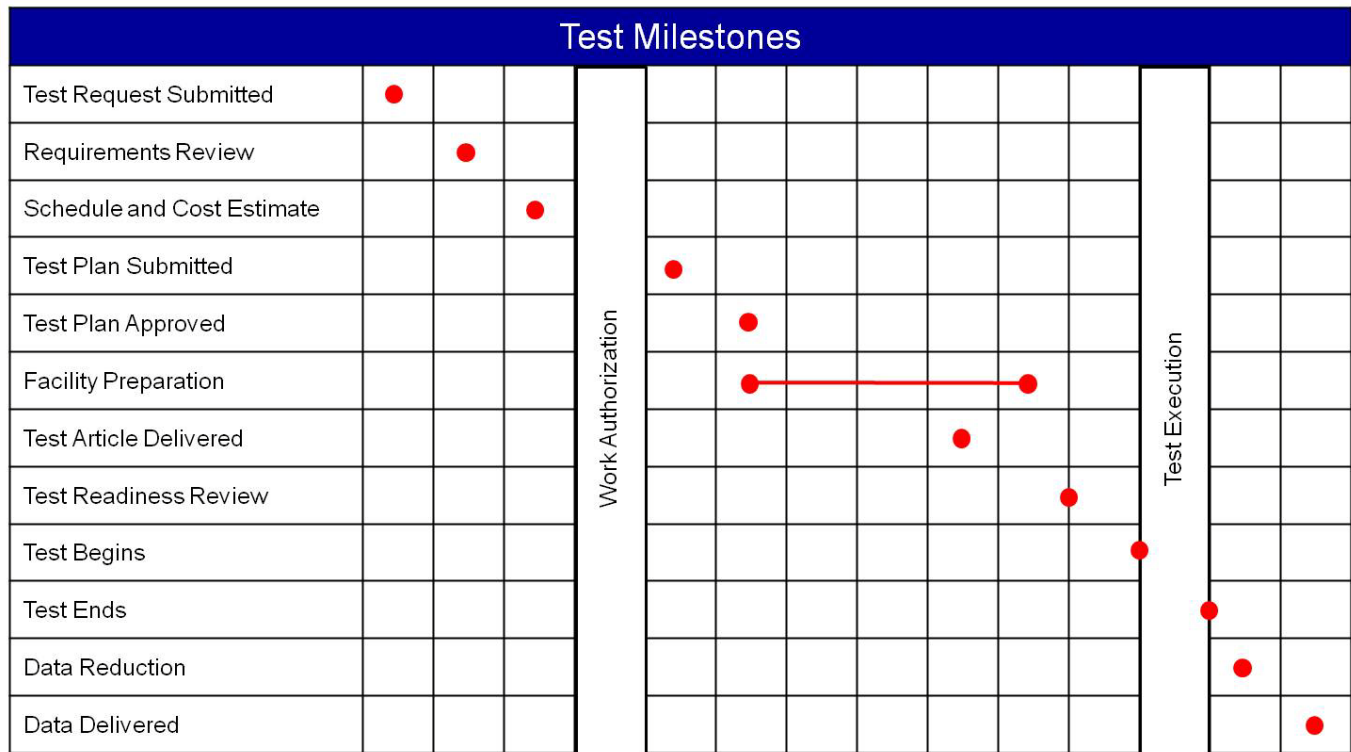 Test Milestones
Test Request Submitted
Requirements Review
Schedule and Cost Estimate
Test Plan Submitted
Test Plan Approved
Facility Preparation
Test Article Delivered
Test Readiness Review
Test Begins
Test Ends
Data Reduction
Data Delivered
Work Authorization
Test Execution